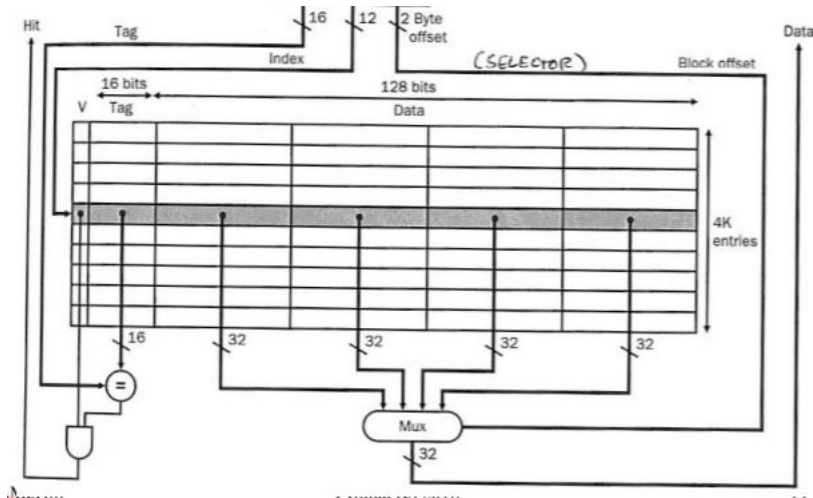 Hit
Tag
16
12
2 Byte
offset
Data
Index
(SELECTOR)
Block offset
16 bits
128 bits
V
Tag
Data
4K
entries
16
32
32
32
32
=
Mux
32